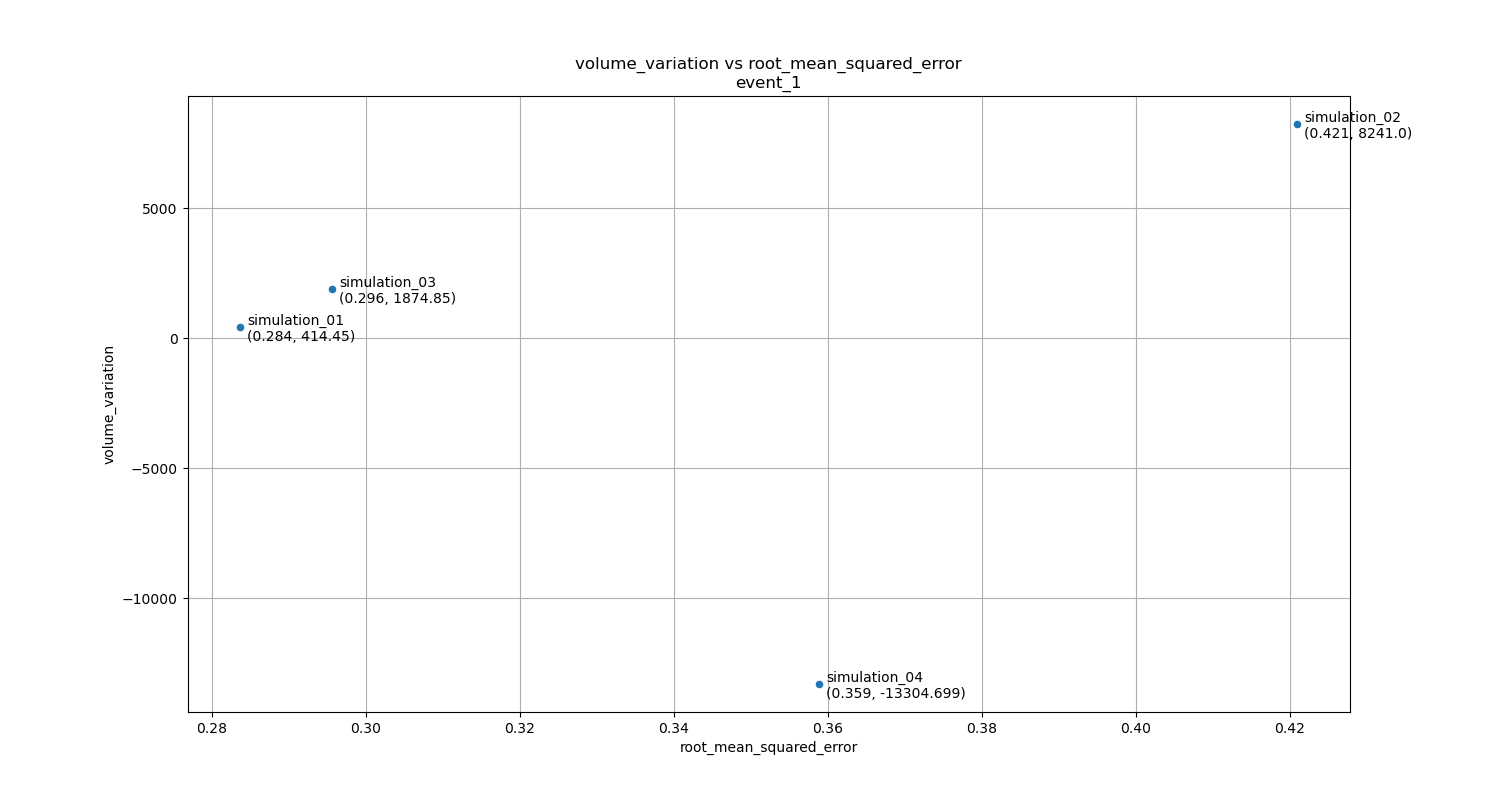 volume_variation vs root_mean_squared_error
event_1
simulation_02
(0.421, 8241.0)
5000
simulation_03
(0.296, 1874.85)
simulation_01
(0.284, 414.45)
0
volume_variation
−5000
−10000
simulation_04
(0.359, -13304.699)
0.28 0.30 0.32 0.34 0.36 0.38 0.40 0.42
root_mean_squared_error